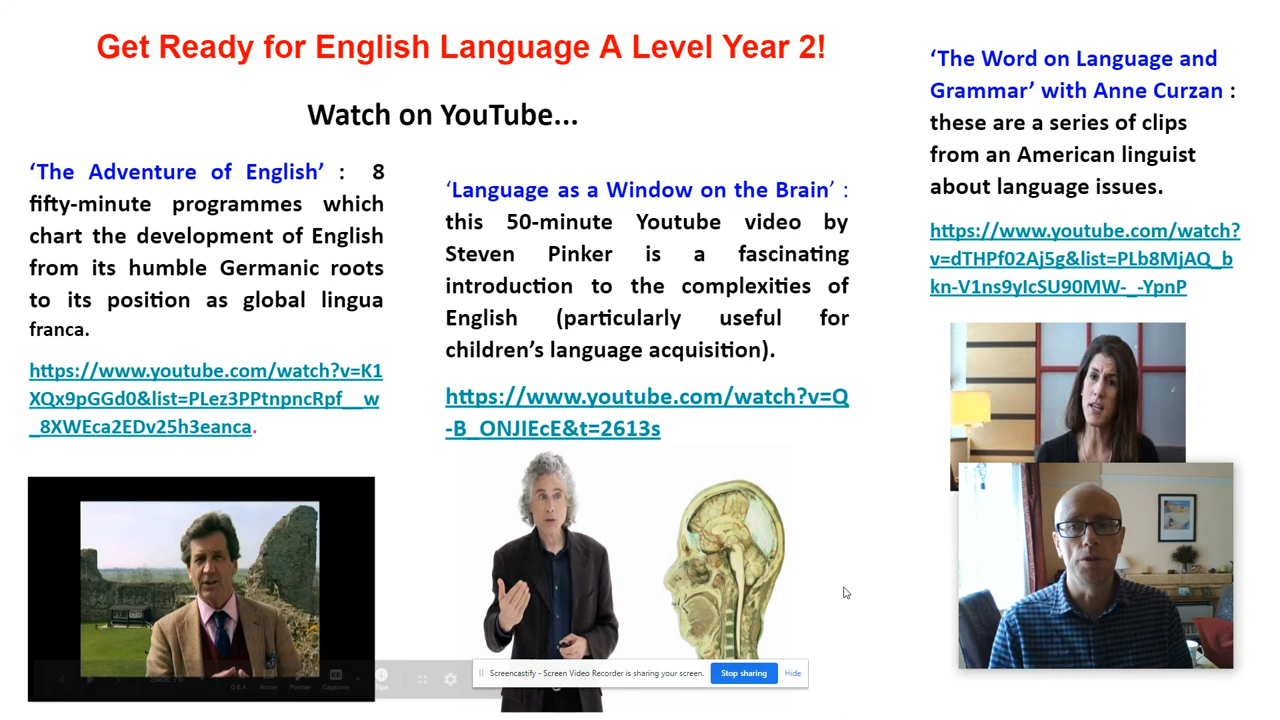 Get Ready for English Language A Level Year 2!
Watch on YouTube...
‘The Adventure of English’ : 8
fifty-minute programmes which
chart the development of English
from its humble Germanic roots
to its position as global lingua
franca.
https://www.youtube.com/watch?v=K1
XQx9pGGd0&list=PLez3PPtnpncRpf__w
_8XWEca2EDv25h3eanca.
‘Language as a Window on the Brain’ :
this 50-minute Youtube video by
Steven Pinker is a fascinating
introduction to the complexities of
English (particularly useful for
children’s language acquisition).
https://www.youtube.com/watch?v=Q
-B_ONJIEcE&t=2613s
‘The Word on Language and
Grammar’ with Anne Curzan :
these are a series of clips
from an American linguist
about language issues.
https://www.youtube.com/watch?
v=dTHPf02Aj5g&list=PLb8MjAQ_b
kn-V1ns9yIcSU90MW-_-YpnP
Slide 76
Q & A Notes Pointer Captions Tips
Screencastify - Screen Video Recorder is sharing your screen. Stop sharing Hide